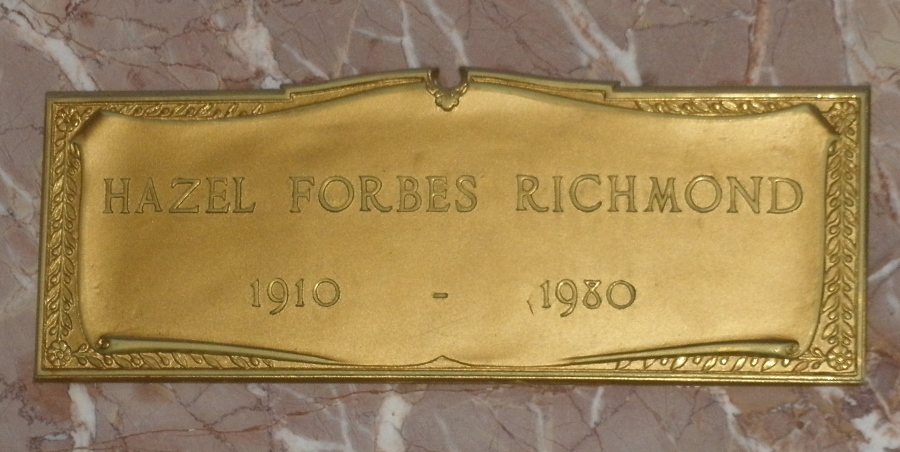 HAZEL FORBES RICHMOND
1910 - 1980